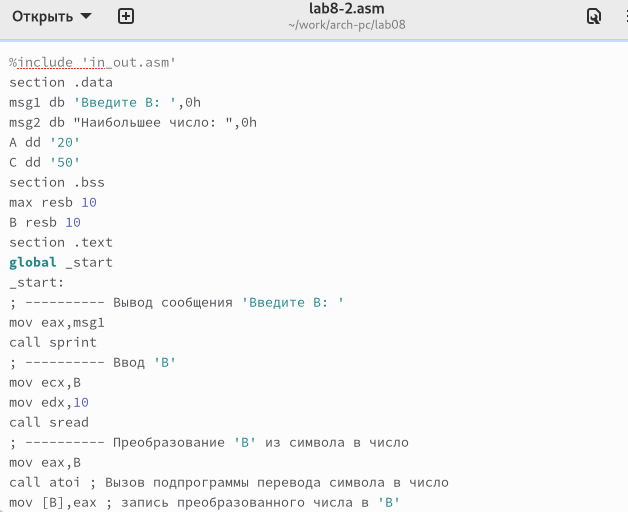 Открыть
lab8-2.asm
~/work/arch-pc/lab08
%include 'in_out.asm'
section .data
msg1 db 'Введите B: ',0h
msg2 db "Наибольшее число: ",0h
A dd '20'
C dd '50'
section .bss
max resb 10
B resb 10
section .text
global _start
_start:
; ---------- Вывод сообщения 'Введите B: '
mov eax,msg1
call sprint
; ---------- Ввод 'B'
mov ecx,B
mov edx,10
call sread
; ---------- Преобразование 'B' из символа в число
mov eax,B
call atoi ; Вызов подпрограммы перевода символа в число
mov [B],eax ; запись преобразованного числа в 'B'